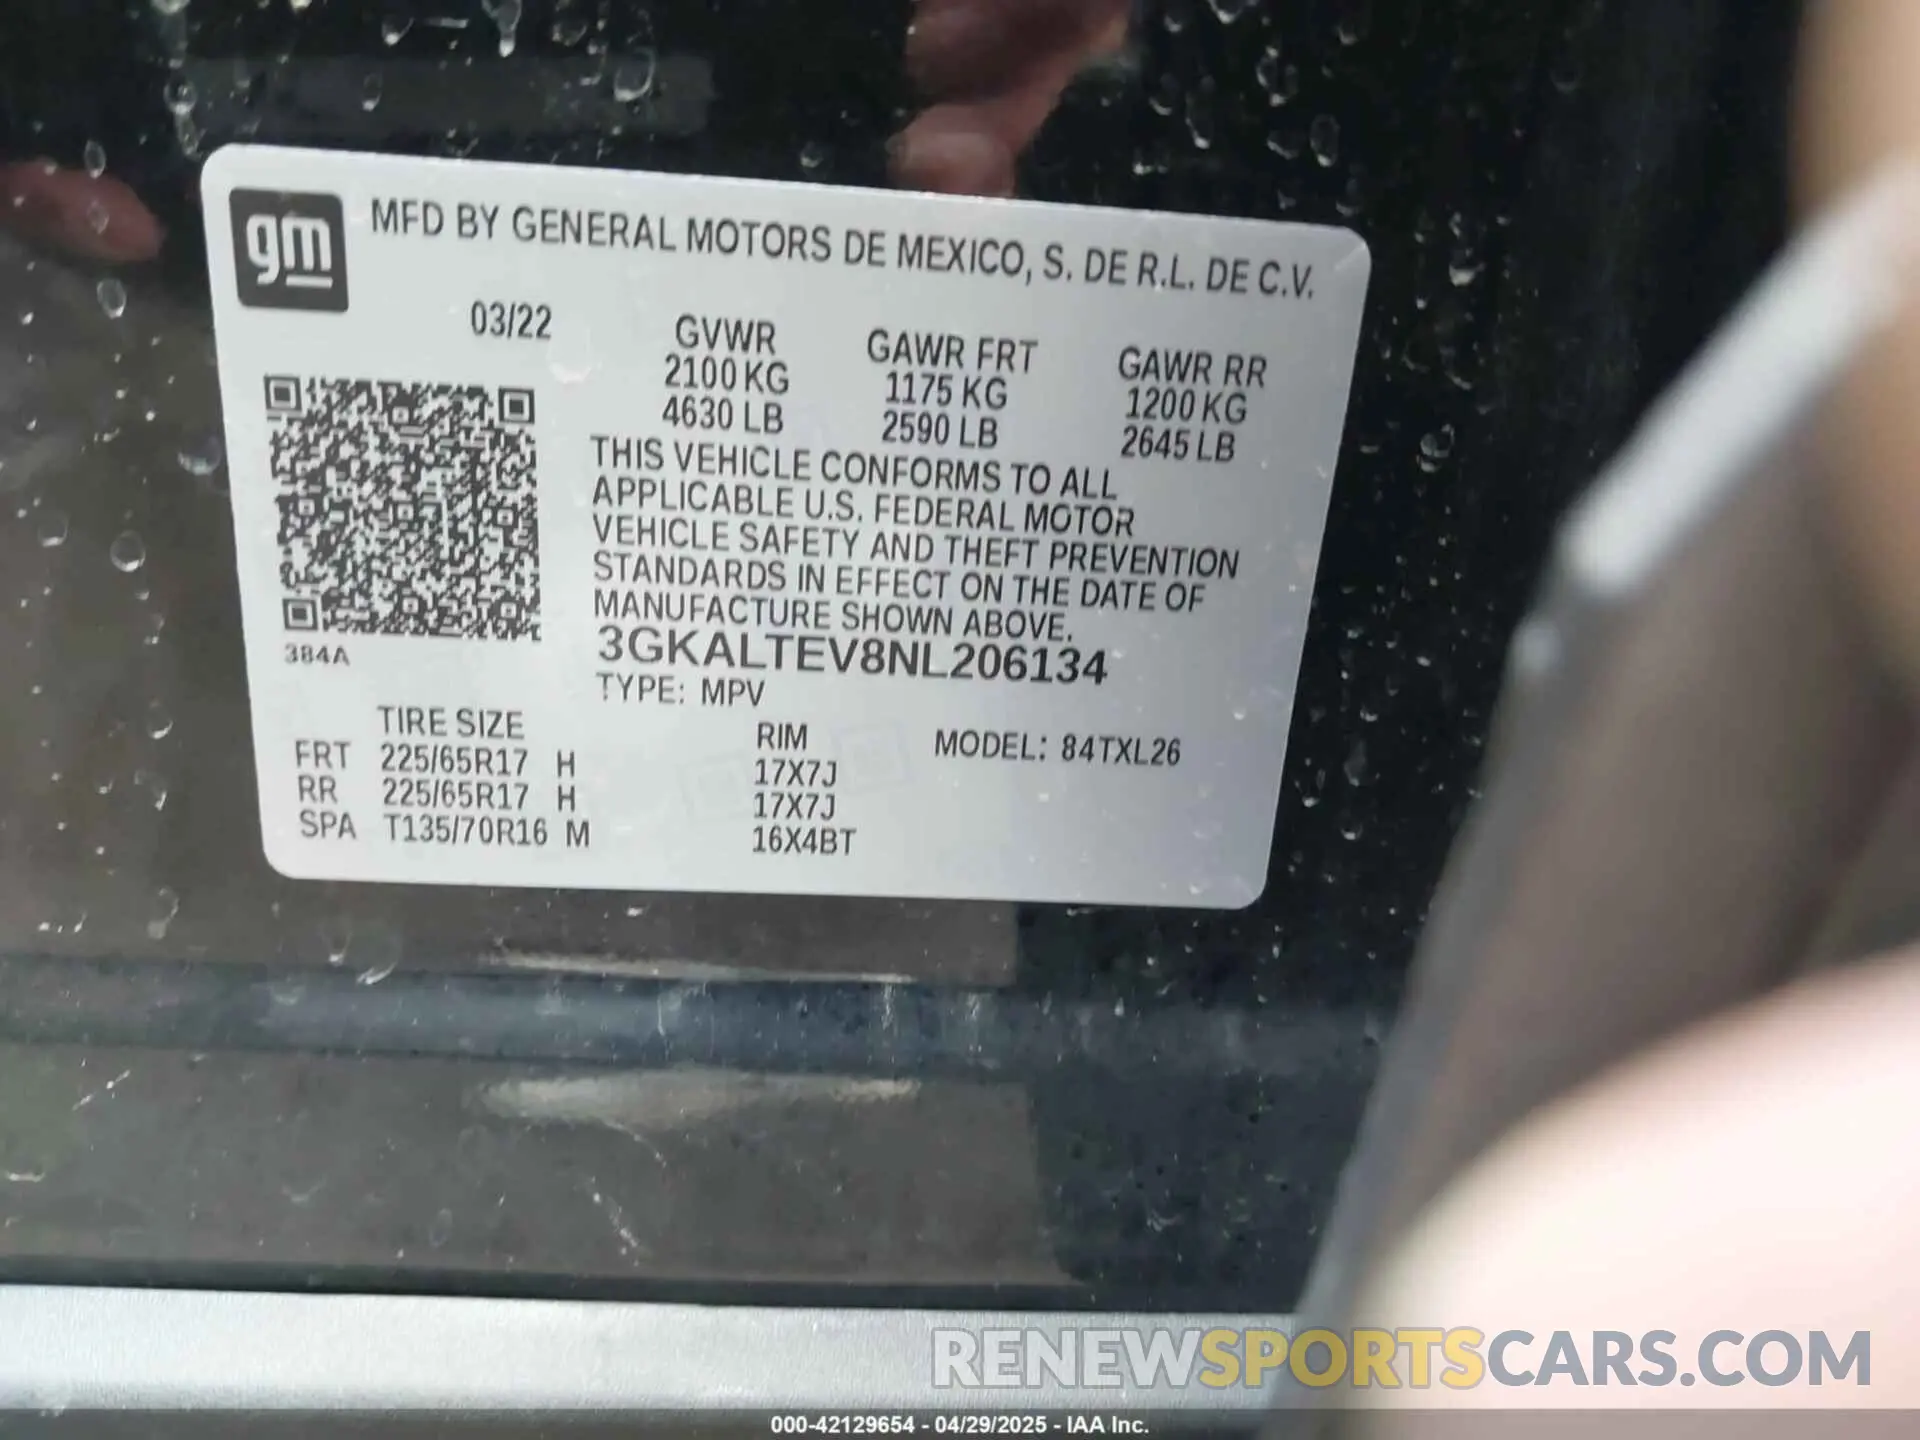 gm
MFD BY GENERAL MOTORS DE MEXICO, S. DE R.L. DE C.V.
03/22
GVWR GAWR FRT GAWR RR
2100 KG 1175 KG 1200 KG
4630 LB 2590 LB 2645 LB
THIS VEHICLE CONFORMS TO ALL
APPLICABLE U.S. FEDERAL MOTOR
VEHICLE SAFETY AND THEFT PREVENTION
STANDARDS IN EFFECT ON THE DATE OF
MANUFACTURE SHOWN ABOVE.
3GKALTEV8NL206134
384A
TYPE: MPV
TIRE SIZE RIM MODEL: 84TXL26
FRT 225/65R17 H 17X7J
RR 225/65R17 H 17X7J
SPA T135/70R16 M 16X4BT
RENEWSPORTSCARS.COM
000-42129654 - 04/29/2025 - IAA Inc.